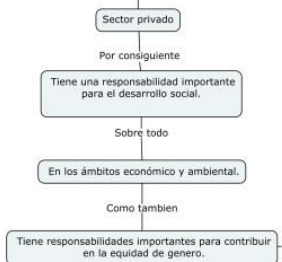 Sector privado
Por consiguiente
Tiene una responsabilidad importante
para el desarrollo social.
Sobre todo
En los ámbitos económico y ambiental.
Como tambien
Tiene responsabilidades importantes para contribuir
en la equidad de genero.